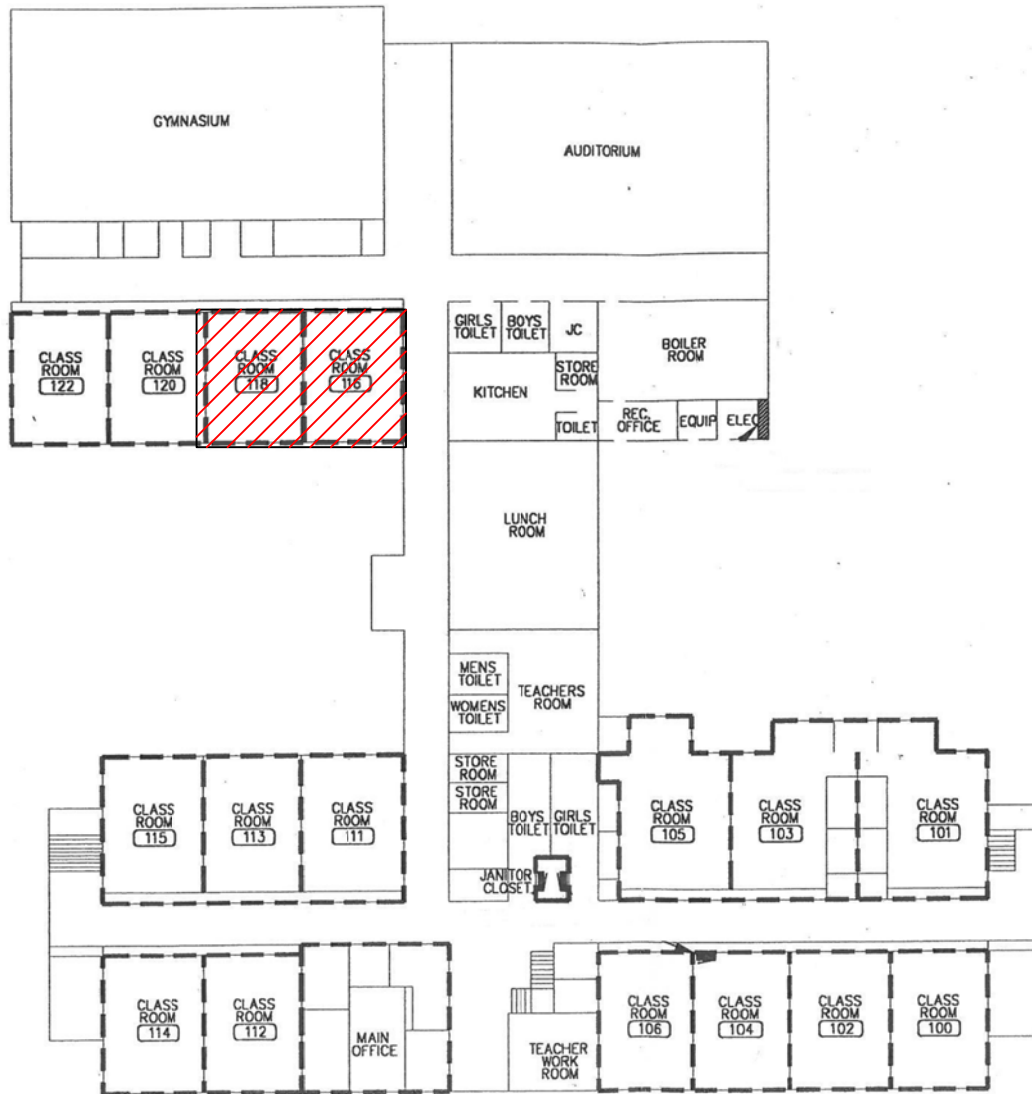 GYMNASIUM
AUDITORIUM
CLASS
ROOM
122
CLASS
ROOM
120
CLASS
ROOM
118
CLASS
ROOM
116
GIRLS
TOILET
BOYS
TOILET
JC
BOILER
ROOM
STORE
ROOM
KITCHEN
TOILET
REC.
OFFICE
EQUIP
ELEC
LUNCH
ROOM
MENS
TOILET
TEACHERS
ROOM
WOMENS
TOILET
STORE
ROOM
STORE
ROOM
BOYS
TOILET
GIRLS
TOILET
JANITOR
CLOSET
CLASS
ROOM
115
CLASS
ROOM
113
CLASS
ROOM
111
CLASS
ROOM
105
CLASS
ROOM
103
CLASS
ROOM
101
CLASS
ROOM
114
CLASS
ROOM
112
MAIN
OFFICE
TEACHER
WORK
ROOM
CLASS
ROOM
106
CLASS
ROOM
104
CLASS
ROOM
102
CLASS
ROOM
100